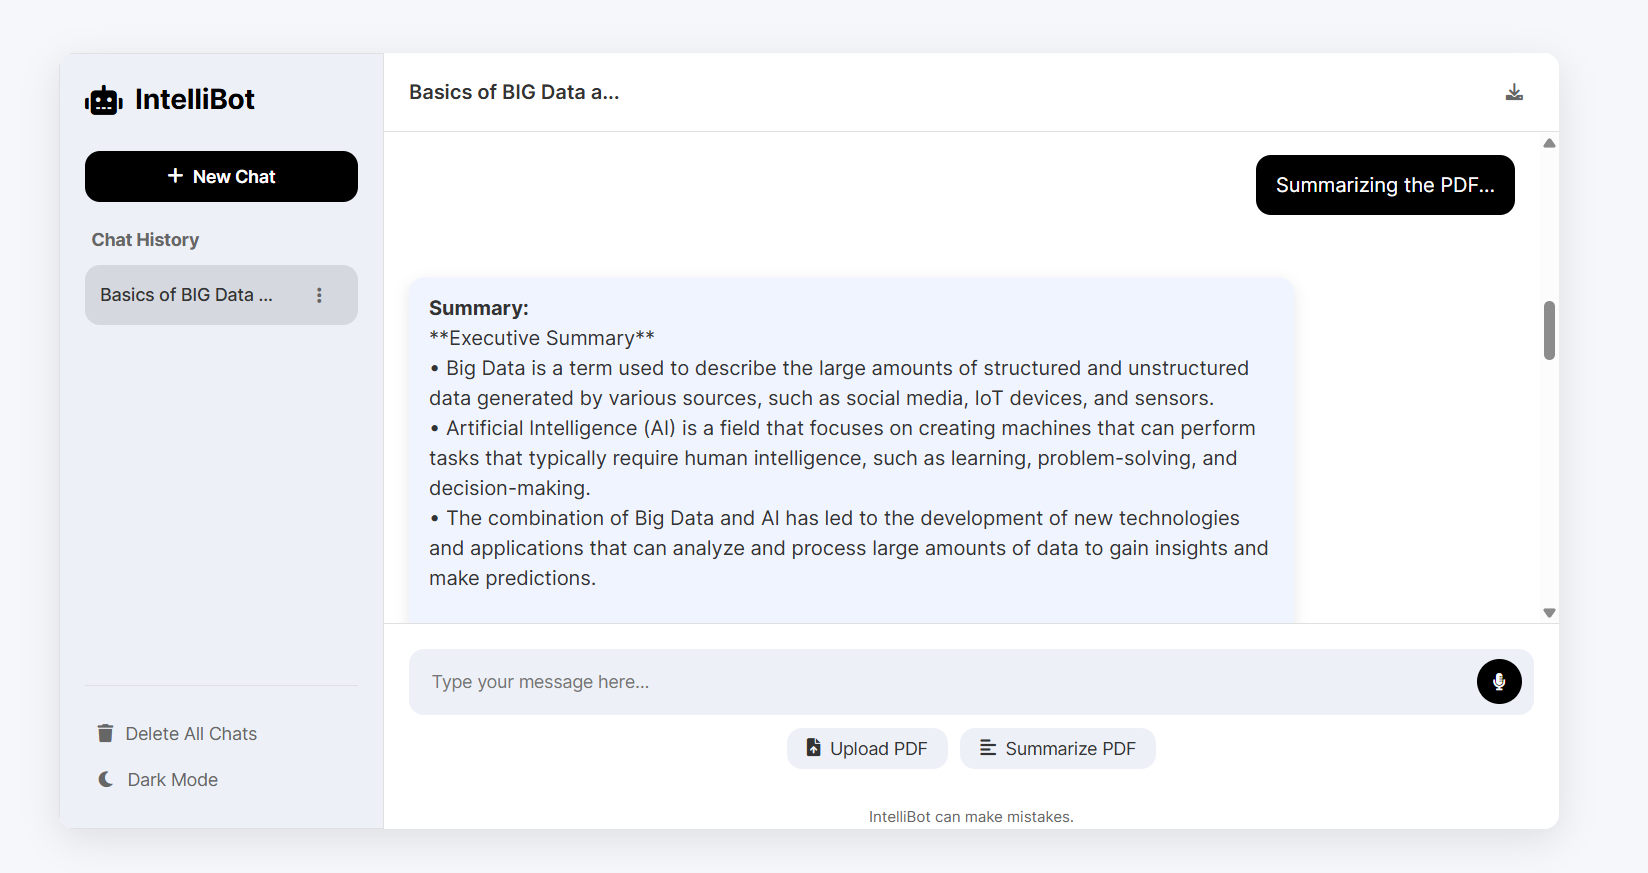 IntelliBot
+ New Chat
Chat History
Basics of BIG Data ...
Delete All Chats
Dark Mode
Basics of BIG Data a...
Summarizing the PDF...
Summary:
**Executive Summary**
• Big Data is a term used to describe the large amounts of structured and unstructured
data generated by various sources, such as social media, IoT devices, and sensors.
• Artificial Intelligence (AI) is a field that focuses on creating machines that can perform
tasks that typically require human intelligence, such as learning, problem-solving, and
decision-making.
• The combination of Big Data and AI has led to the development of new technologies
and applications that can analyze and process large amounts of data to gain insights and
make predictions.
Type your message here...
Upload PDF
Summarize PDF
IntelliBot can make mistakes.